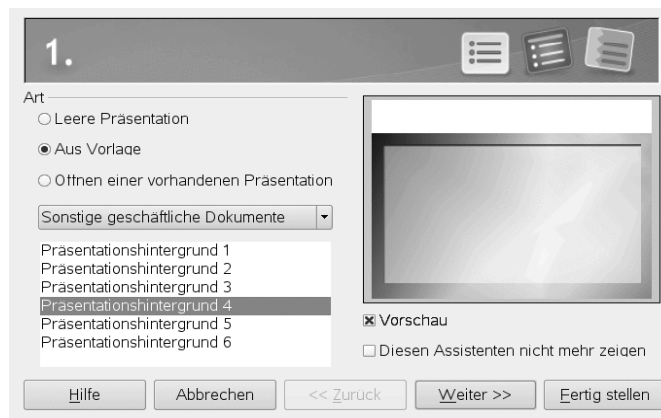 1.
Art
Leere Präsentation
Aus Vorlage
Öffnen einer vorhandenen Präsentation
Sonstige geschäftliche Dokumente
Präsentationshintergrund 1
Präsentationshintergrund 2
Präsentationshintergrund 3
Präsentationshintergrund 4
Präsentationshintergrund 5
Präsentationshintergrund 6
Vorschau
Diesen Assistenten nicht mehr zeigen
Hilfe Abbrechen << Zurück Weiter >> Fertig stellen